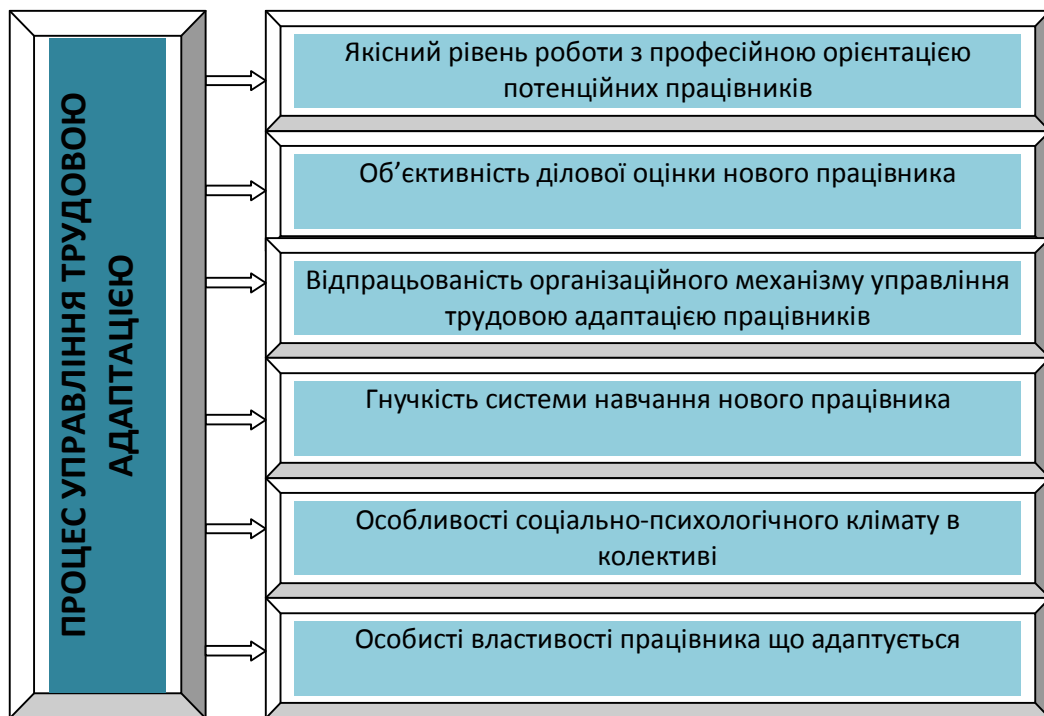 ПРОЦЕС УПРАВЛІННЯ ТРУДОВОЮ
АДАПТАЦІЄЮ
Якісний рівень роботи з професійною орієнтацією
потенційних працівників
Об’єктивність ділової оцінки нового працівника
Відпрацьованість організаційного механізму управління
трудовою адаптацією працівників
Гнучкість системи навчання нового працівника
Особливості соціально-психологічного клімату в
колективі
Особисті властивості працівника що адаптується